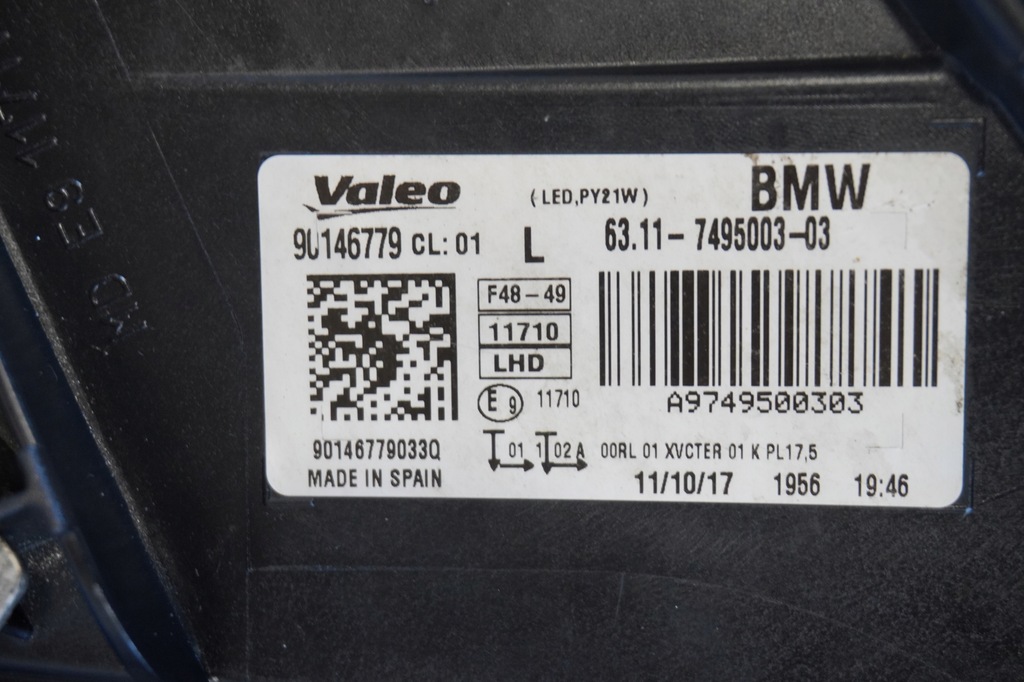 Valeo
(LED,PY21W)
BMW
90146779 CL: 01
L
63.11-7495003-03
F48-49
11710
LHD
E 9 11710
A9749500303
90146779033Q
01 1 02 A 00RL 01 XVCTER 01 K PL17,5
MADE IN SPAIN
11/10/17 1956 19:46